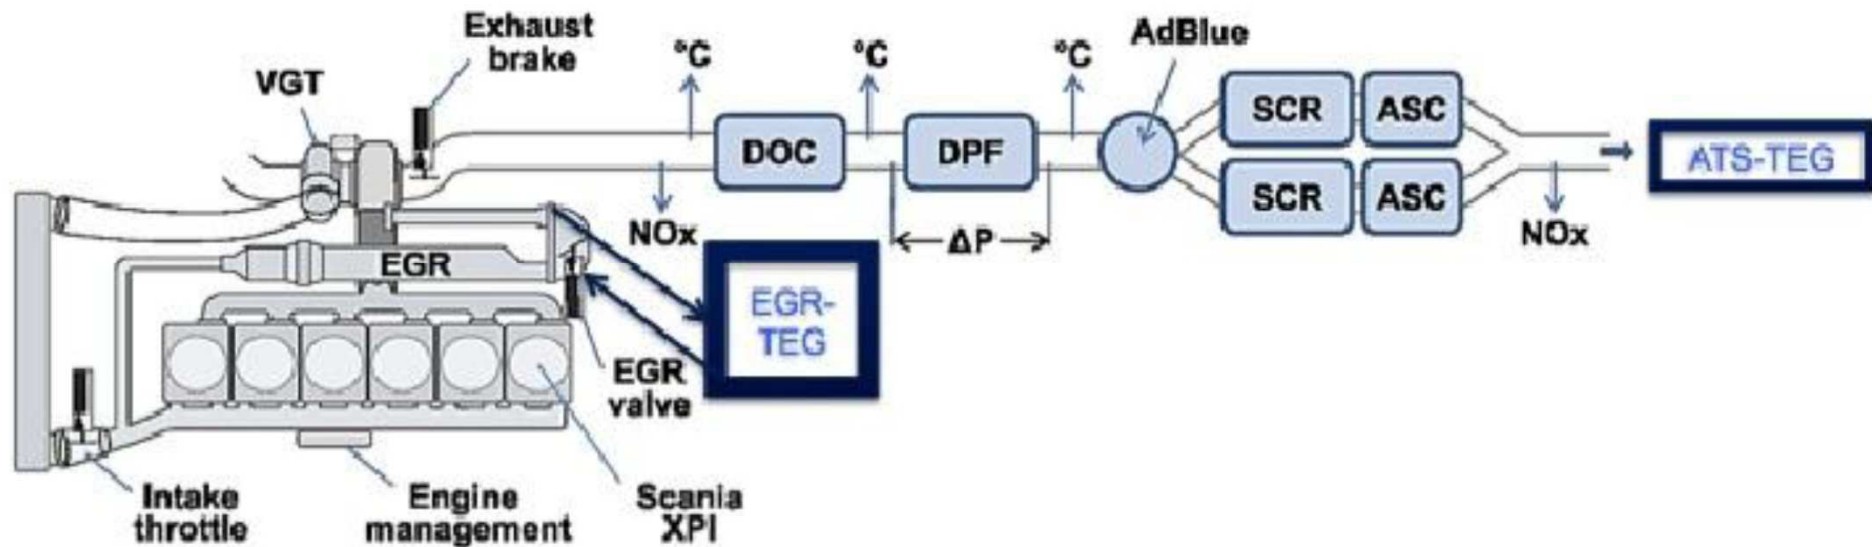 Exhaust
brake
VGT
°C
°C
°C
AdBlue
SCR
ASC
DOC
DPF
ATS-TEG
SCR
ASC
NOx
ΔP
NOx
EGR
EGR-
TEG
EGR
valve
Intake
throttle
Engine
management
Scania
XPI